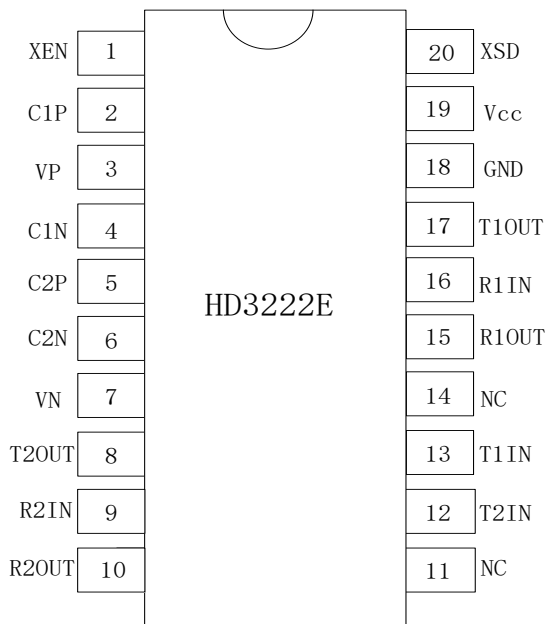 XEN 1 20 XSD
C1P 2 19 Vcc
VP 3 18 GND
C1N 4 17 T1OUT
C2P 5 16 R1IN
HD3222E
C2N 6 15 R1OUT
VN 7 14 NC
T2OUT 8 13 T1IN
R2IN 9 12 T2IN
R2OUT 10 11 NC